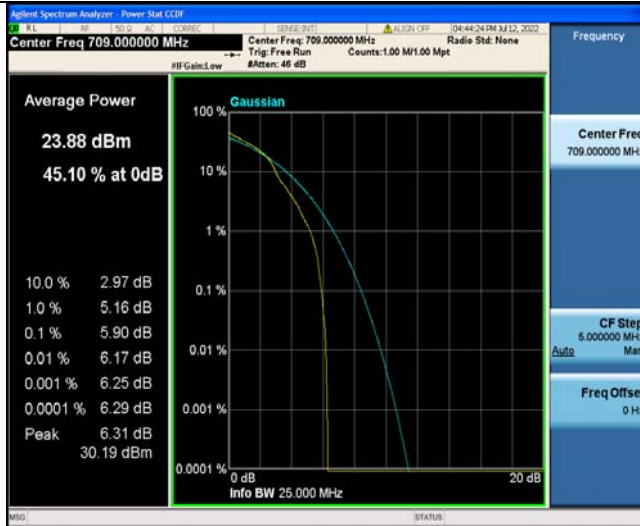 Agilent Spectrum Analyzer - Power Stat CCDF
RL RF 50 Ω AC CORREC SENSE:INT ALIGN OFF 04:44:24 PM Jul 12, 2022
Center Freq 709.000000 MHz
Center Freq: 709.000000 MHz
Radio Std: None
Trig: Free Run
Counts:1.00 M/1.00 Mpt
#IFGain:Low
#Atten: 46 dB
Average Power
23.88 dBm
45.10 % at 0dB
10.0 % 2.97 dB
1.0 % 5.16 dB
0.1 % 5.90 dB
0.01 % 6.17 dB
0.001 % 6.25 dB
0.0001 % 6.29 dB
Peak 6.31 dB
30.19 dBm
Gaussian
100 %
10 %
1 %
0.1 %
0.01 %
0.001 %
0.0001 %
0 dB
20 dB
Info BW 25.000 MHz
Frequency
Center Freq
709.000000 MHz
CF Step
5.000000 MHz
Auto Man
Freq Offse
0 Hz
MSG
STATUS